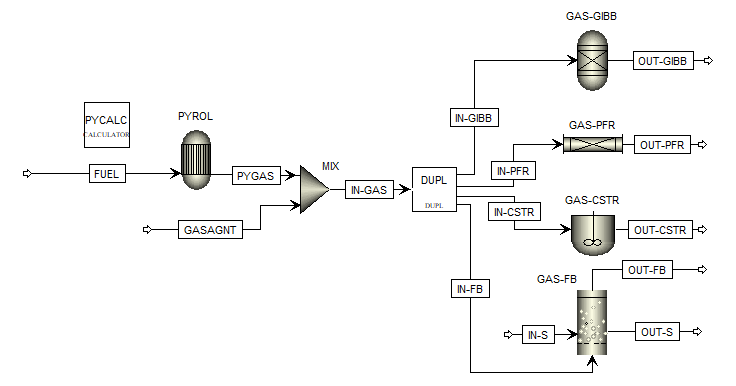 GAS-GIBB
OUT-GIBB
IN-GIBB
PYCALC
CALCULATOR
PYROL
GAS-PFR
OUT-PFR
FUEL
PYGAS
MIX
IN-GAS
DUPL
DUPL
IN-PFR
IN-CSTR
GAS-CSTR
OUT-CSTR
GASAGNT
IN-FB
GAS-FB
OUT-FB
IN-S
OUT-S